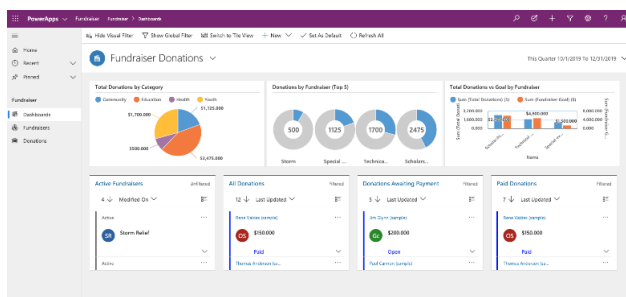 PowerApps Fundraiser Fundraiser > Dashboards
Hide Visual Filter Show Global Filter Switch to Tile View New Set As Default Refresh All
Home
Recent
Pinned
Fundraiser
Dashboards
Fundraisers
Donations
Fundraiser Donations
This Quarter 10/1/2019 To 12/31/2019
Total Donations by Category
Community Education Health Youth
$1,125.000
$1,700.000
$500.000
$2,475.000
Donations by Fundraiser (Top 5)
500 1125 1700 2475
Storm Special ... Technica... Scholars...
Total Donations vs Goal by Fundraiser
Sum (Total Donations) ($) Sum (Fundraiser Goal) ($)
Name
Active Fundraisers Unfiltered
4 Modified On
Active
SR Storm Relief
Active
All Donations Filtered
12 Last Updated
Rene Valdes (sample)
OS $150.000
Paid
Thomas Anderson (sa...
Donations Awaiting Payment Filtered
5 Last Updated
Jim Glynn (sample)
$200.000
Open
Paul Cannon (sample)
Paid Donations Filtered
7 Last Updated
Rene Valdes (sample)
OS $150.000
Paid
Thomas Anderson (sa...